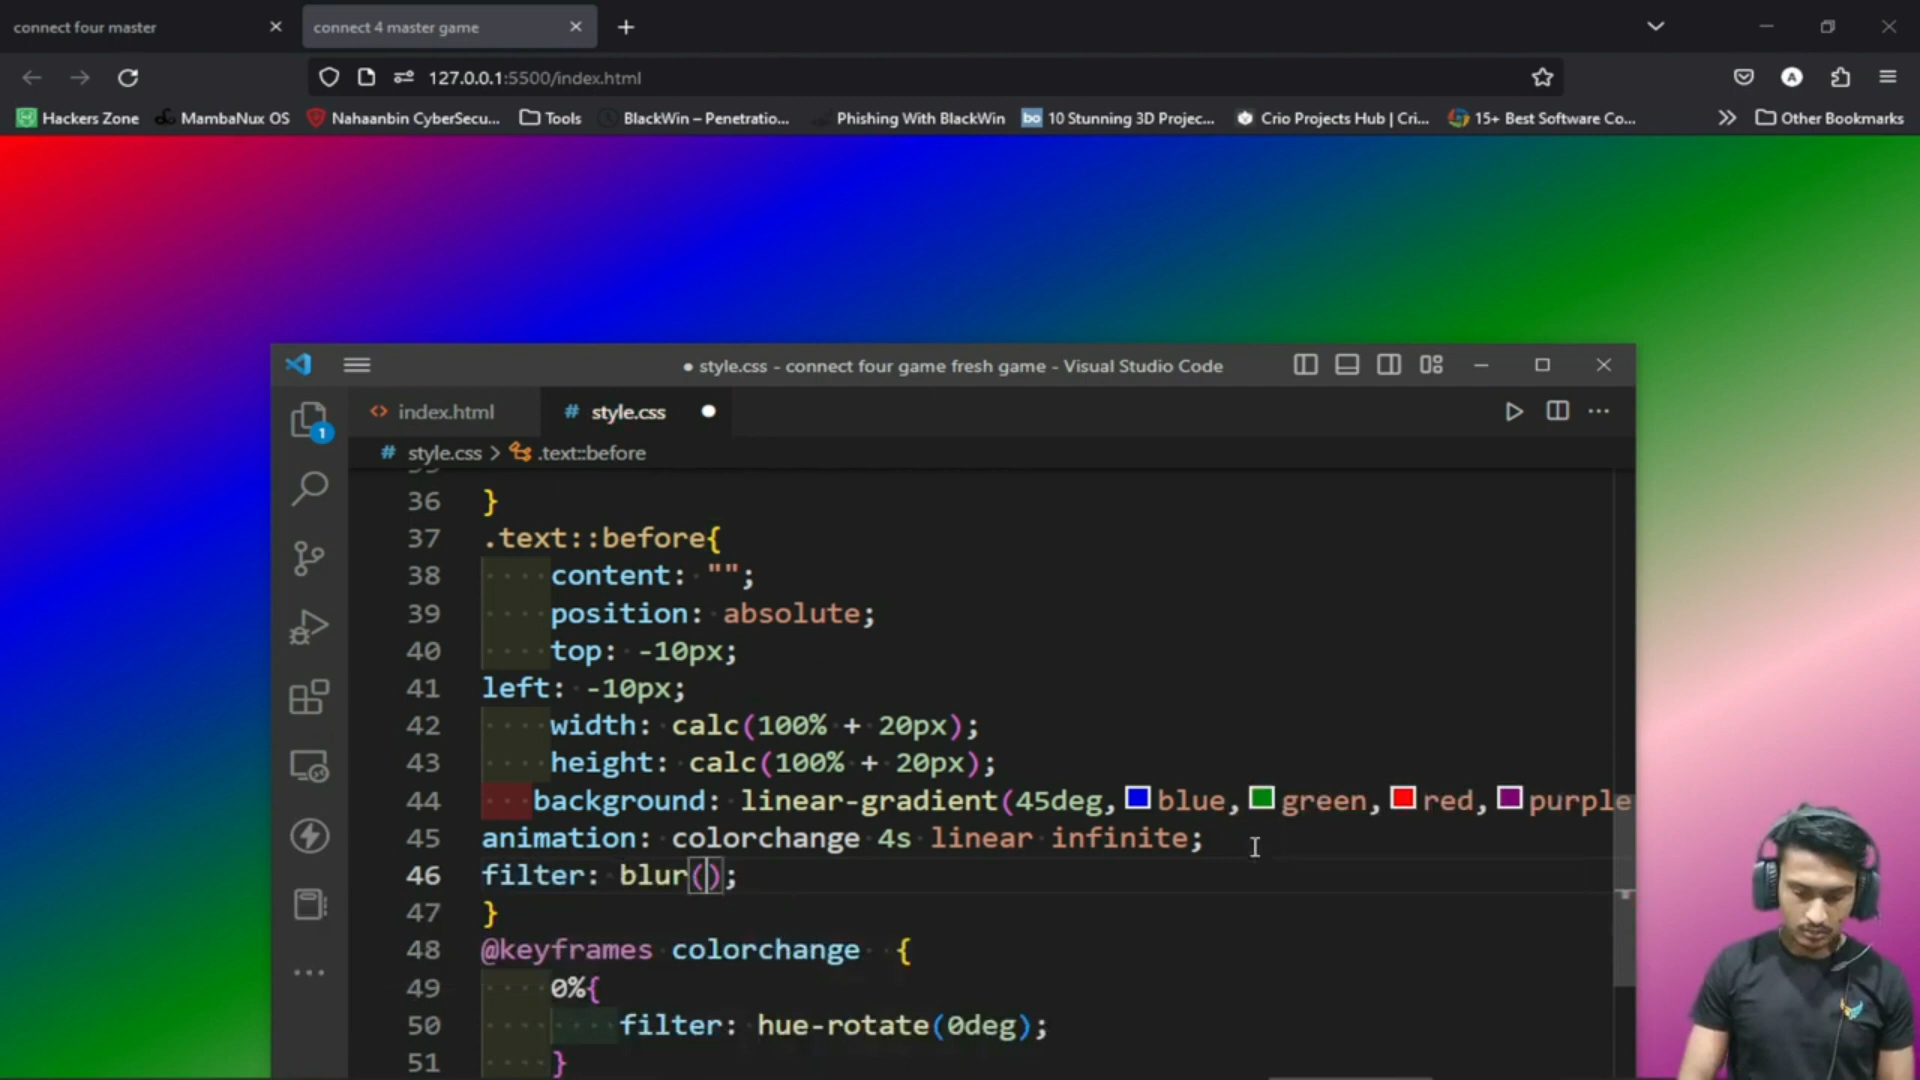 connect four master
connect 4 master game
127.0.0.1:5500/index.html
Hackers Zone
MambaNux OS
Nahaanbin CyberSecu...
Tools
BlackWin – Penetratio...
Phishing With BlackWin
bo 10 Stunning 3D Projec...
Crio Projects Hub | Cri...
15+ Best Software Co...
Other Bookmarks
● style.css - connect four game fresh game - Visual Studio Code
<> index.html
# style.css
# style.css > .text::before
36 }
37 .text::before{
38 content: "";
39 position: absolute;
40 top: -10px;
41 left: -10px;
42 width: calc(100% + 20px);
43 height: calc(100% + 20px);
44 background: linear-gradient(45deg, blue, green, red, purple
45 animation: colorchange 4s linear infinite;
46 filter: blur();
47 }
48 @keyframes colorchange {
49 0%{
50 filter: hue-rotate(0deg);
51 }
A
1